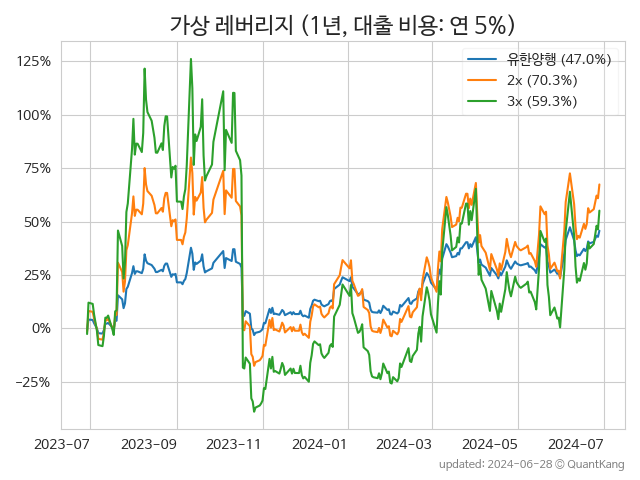 가상 레버리지 (1년, 대출 비용: 연 5%)
유한양행 (47.0%)
2x (70.3%)
3x (59.3%)
125%
100%
75%
50%
25%
0%
−25%
2023-07
2023-09
2023-11
2024-01
2024-03
2024-05
2024-07
updated: 2024-06-28 © QuantKang